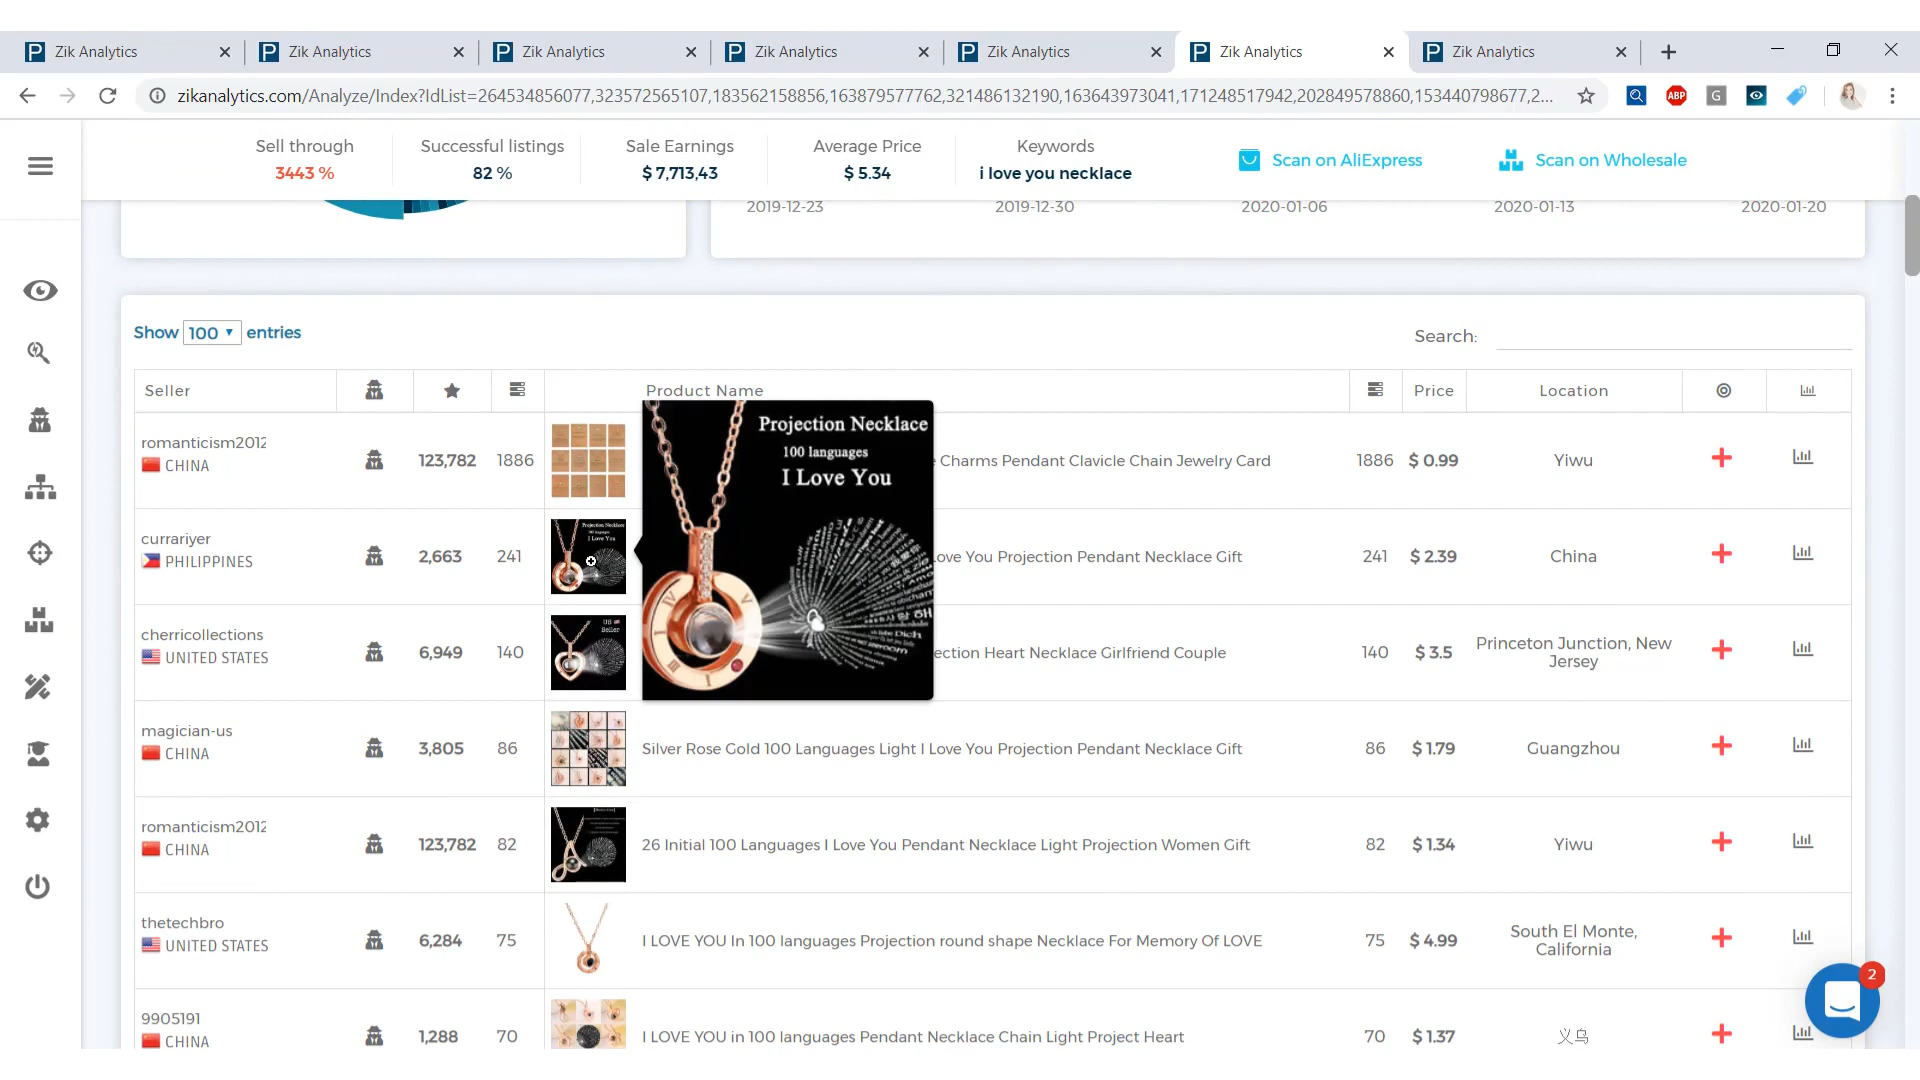 Zik Analytics
Zik Analytics
Zik Analytics
Zik Analytics
Zik Analytics
Zik Analytics
Zik Analytics
zikanalytics.com/Analyze/Index?IdList=264534856077,323572565107,183562158856,163879577762,321486132190,163643973041,171248517942,202849578860,153440798677,2...
ABP
G
Sell through
3443 %
Successful listings
82 %
Sale Earnings
$ 7,713,43
Average Price
$ 5.34
Keywords
i love you necklace
Scan on AliExpress
Scan on Wholesale
2019-12-23
2019-12-30
2020-01-06
2020-01-13
2020-01-20
Show 100 entries
Search:
Seller
Product Name
Price
Location
romanticism2012
CHINA
123,782
1886
Charms Pendant Clavicle Chain Jewelry Card
1886
$ 0.99
Yiwu
Projection Necklace
100 languages
I Love You
currariyer
PHILIPPINES
2,663
241
Projection Necklace
I Love You
ove You Projection Pendant Necklace Gift
241
$ 2.39
China
cherricollections
UNITED STATES
6,949
140
US
Seller
ection Heart Necklace Girlfriend Couple
140
$ 3.5
Princeton Junction, New
Jersey
magician-us
CHINA
3,805
86
Silver Rose Gold 100 Languages Light I Love You Projection Pendant Necklace Gift
86
$ 1.79
Guangzhou
romanticism2012
CHINA
123,782
82
26 Initial 100 Languages I Love You Pendant Necklace Light Projection Women Gift
82
$ 1.34
Yiwu
thetechbro
UNITED STATES
6,284
75
I LOVE YOU In 100 languages Projection round shape Necklace For Memory Of LOVE
75
$ 4.99
South El Monte,
California
9905191
CHINA
1,288
70
I LOVE YOU in 100 languages Pendant Necklace Chain Light Project Heart
70
$ 1.37
义乌
2